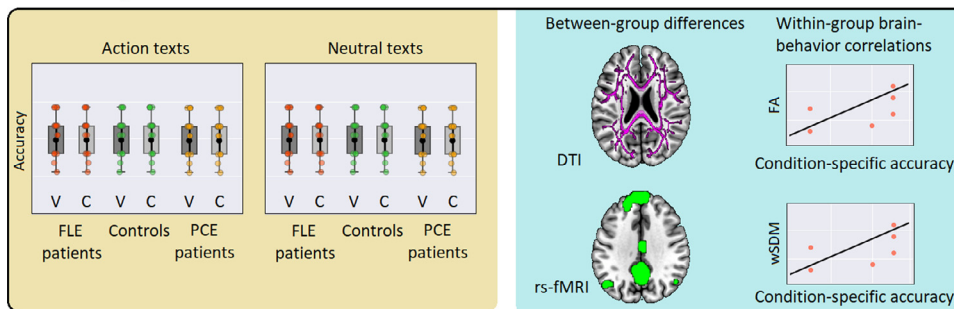 Action texts
Neutral texts
Accuracy
V C V C V C
V C V C V C
FLE patients
Controls
PCE patients
FLE patients
Controls
PCE patients
Between-group differences
DTI
rs-fMRI
Within-group brain-
behavior correlations
FA
Condition-specific accuracy
wSDM
Condition-specific accuracy